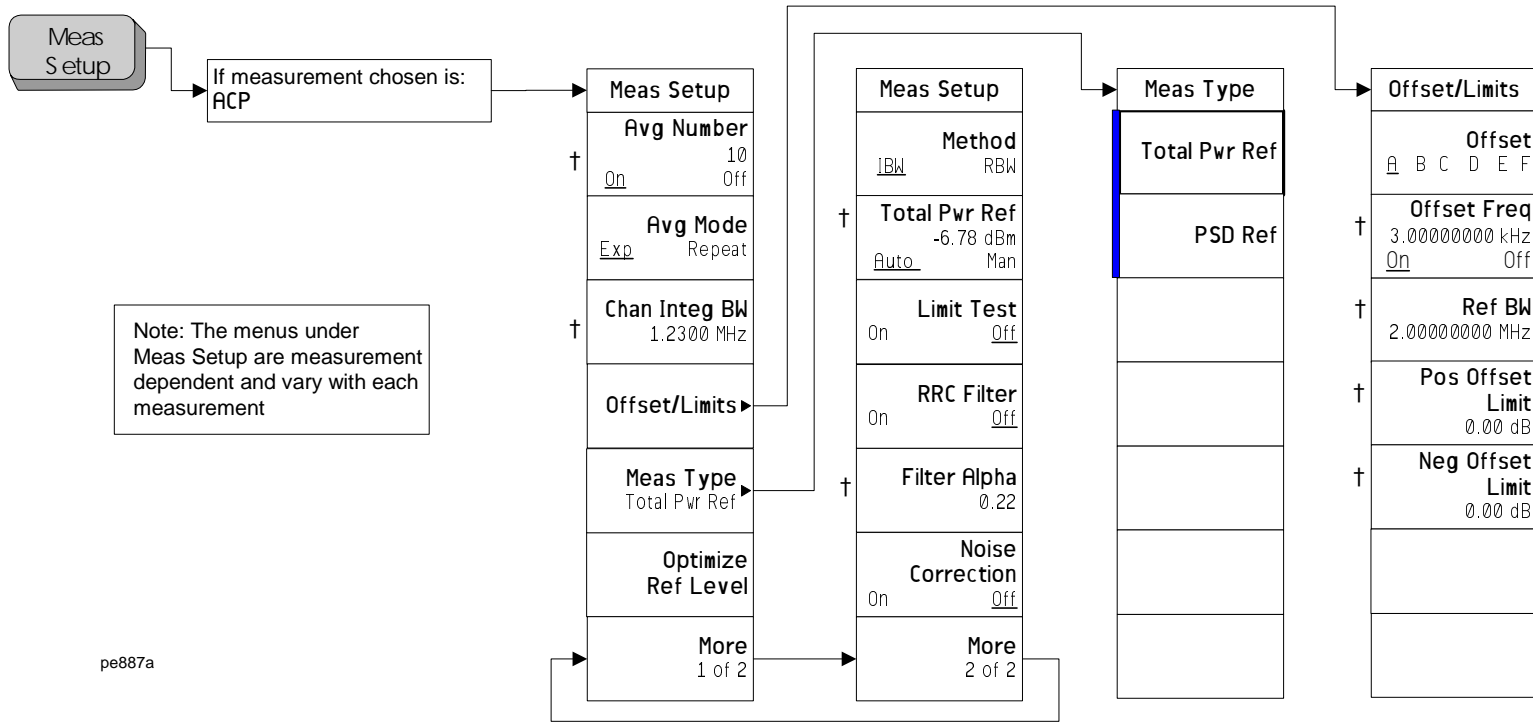 Meas
Setup
If measurement chosen is:
ACP
Note: The menus under
Meas Setup are measurement
dependent and vary with each
measurement
pe887a
Meas Setup
Avg Number
†
10
On Off
Avg Mode
Exp Repeat
Chan Integ BW
†
1.2300 MHz
Offset/Limits
Meas Type
Total Pwr Ref
Optimize
Ref Level
More
1 of 2
Meas Setup
Method
IBW RBW
† Total Pwr Ref
-6.78 dBm
Auto Man
Limit Test
On Off
RRC Filter
On Off
Filter Alpha
†
0.22
Noise
Correction
On Off
More
2 of 2
Meas Type
Total Pwr Ref
PSD Ref
Offset/Limits
Offset
A B C D E F
Offset Freq
†
3.00000000 kHz
On Off
† Ref BW
2.00000000 MHz
Pos Offset
† Limit
0.00 dB
Neg Offset
† Limit
0.00 dB